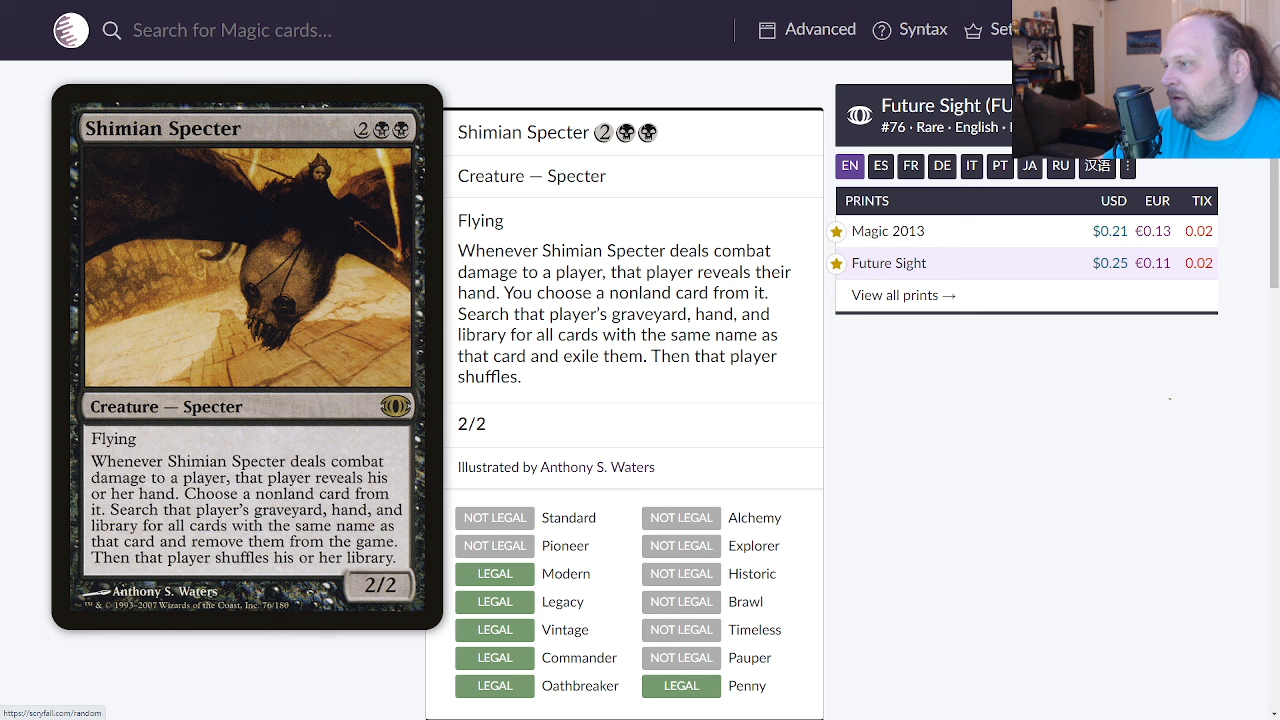 Search for Magic cards...
Advanced
Syntax
Set
Shimian Specter 2
Flying
Creature — Specter
Flying
Whenever Shimian Specter deals combat
damage to a player, that player reveals his
or her hand. Choose a nonland card from
it. Search that player's graveyard, hand, and
library for all cards with the same name as
that card and remove them from the game.
Then that player shuffles his or her library.
2/2
Anthony S. Waters
™ & © 1993–2007 Wizards of the Coast, Inc. 76/180
Shimian Specter 2
Creature — Specter
Flying
Whenever Shimian Specter deals combat
damage to a player, that player reveals their
hand. You choose a nonland card from it.
Search that player's graveyard, hand, and
library for all cards with the same name as
that card and exile them. Then that player
shuffles.
2/2
Illustrated by Anthony S. Waters
NOT LEGAL Standard NOT LEGAL Alchemy
NOT LEGAL Pioneer NOT LEGAL Explorer
LEGAL Modern NOT LEGAL Historic
LEGAL Legacy NOT LEGAL Brawl
LEGAL Vintage NOT LEGAL Timeless
LEGAL Commander NOT LEGAL Pauper
LEGAL Oathbreaker LEGAL Penny
Future Sight (FU
#76 · Rare · English ·
EN ES FR DE IT PT JA RU 汉语
PRINTS USD EUR TIX
Magic 2013 $0.21 €0.13 0.02
Future Sight $0.25 €0.11 0.02
View all prints →
https://scryfall.com/random